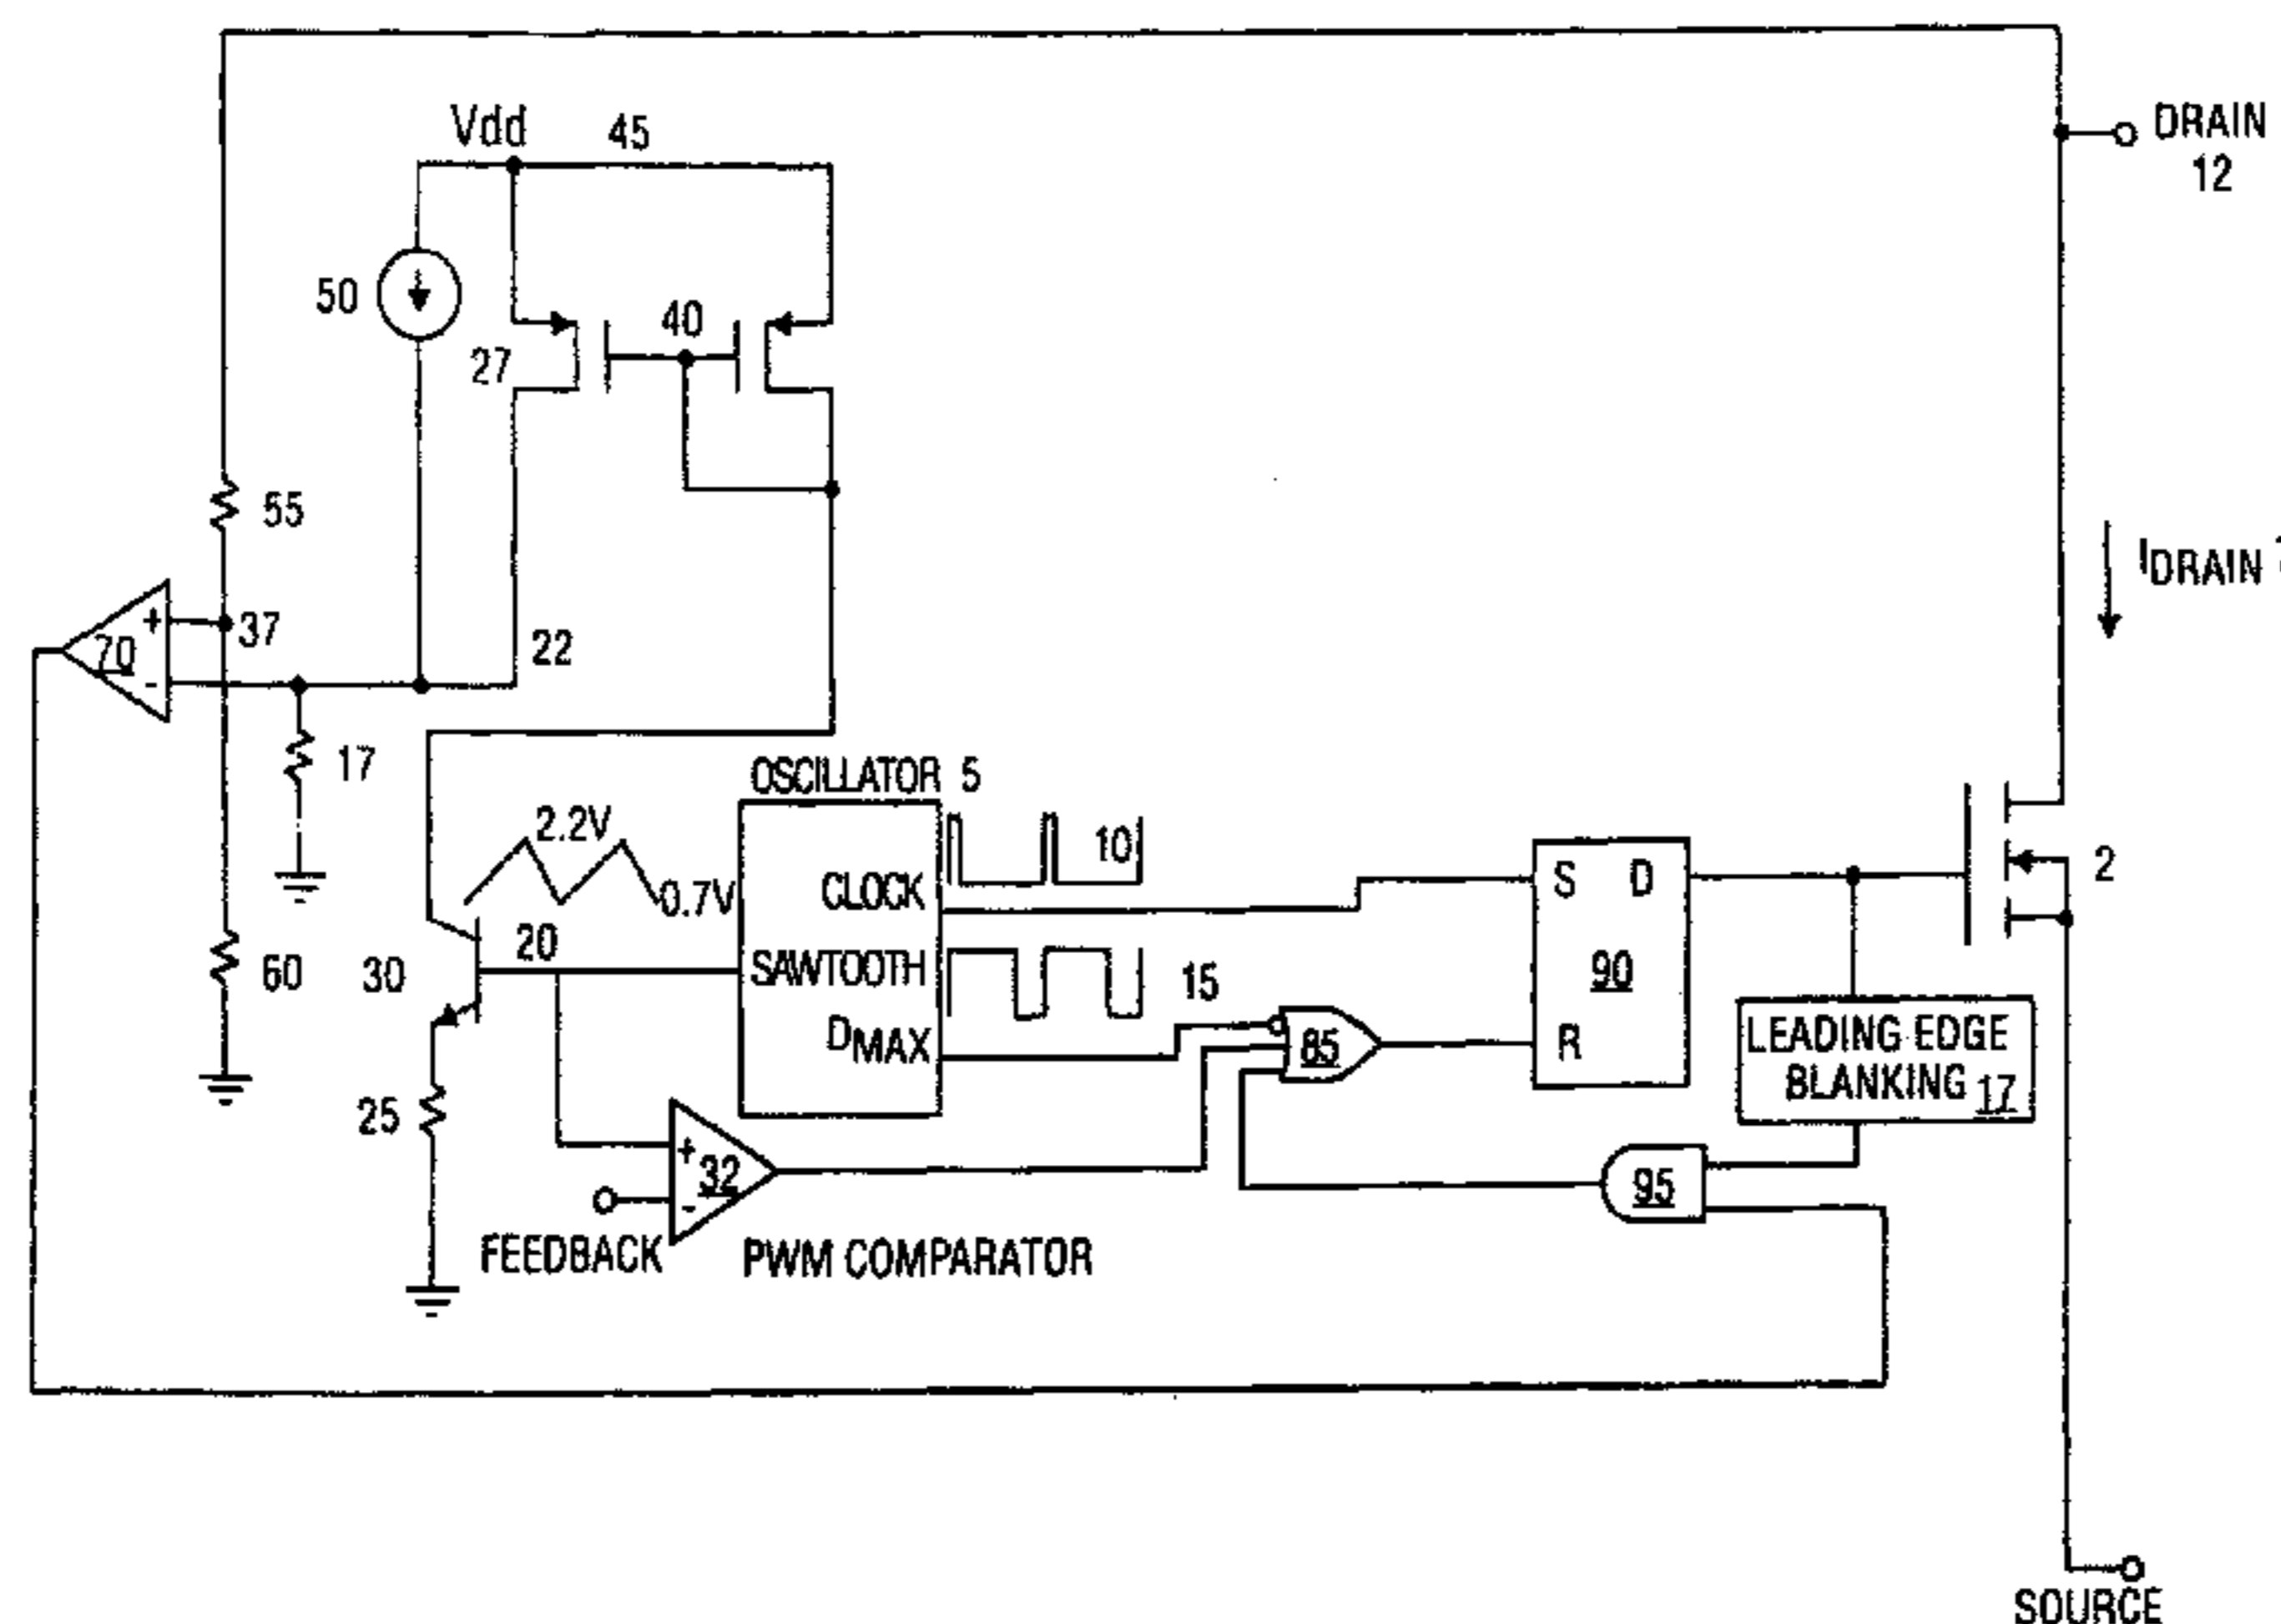 Vdd 45
DRAIN
12
50
27
40
55
IDRAIN
+
70
37
-
22
17
OSCILLATOR 5
2.2V
0.7V
CLOCK
10
S D
2
20
30
SAWTOOTH
15
90
60
DMAX
85
R
LEADING EDGE
BLANKING 17
25
+
32
-
95
FEEDBACK
PWM COMPARATOR
SOURCE